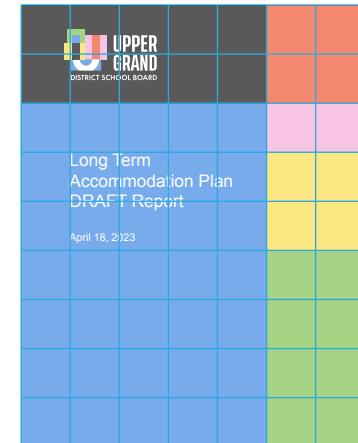 UPPER
GRAND
DISTRICT SCHOOL BOARD
Long Term
Accommodation Plan
DRAFT Report
April 18, 2023